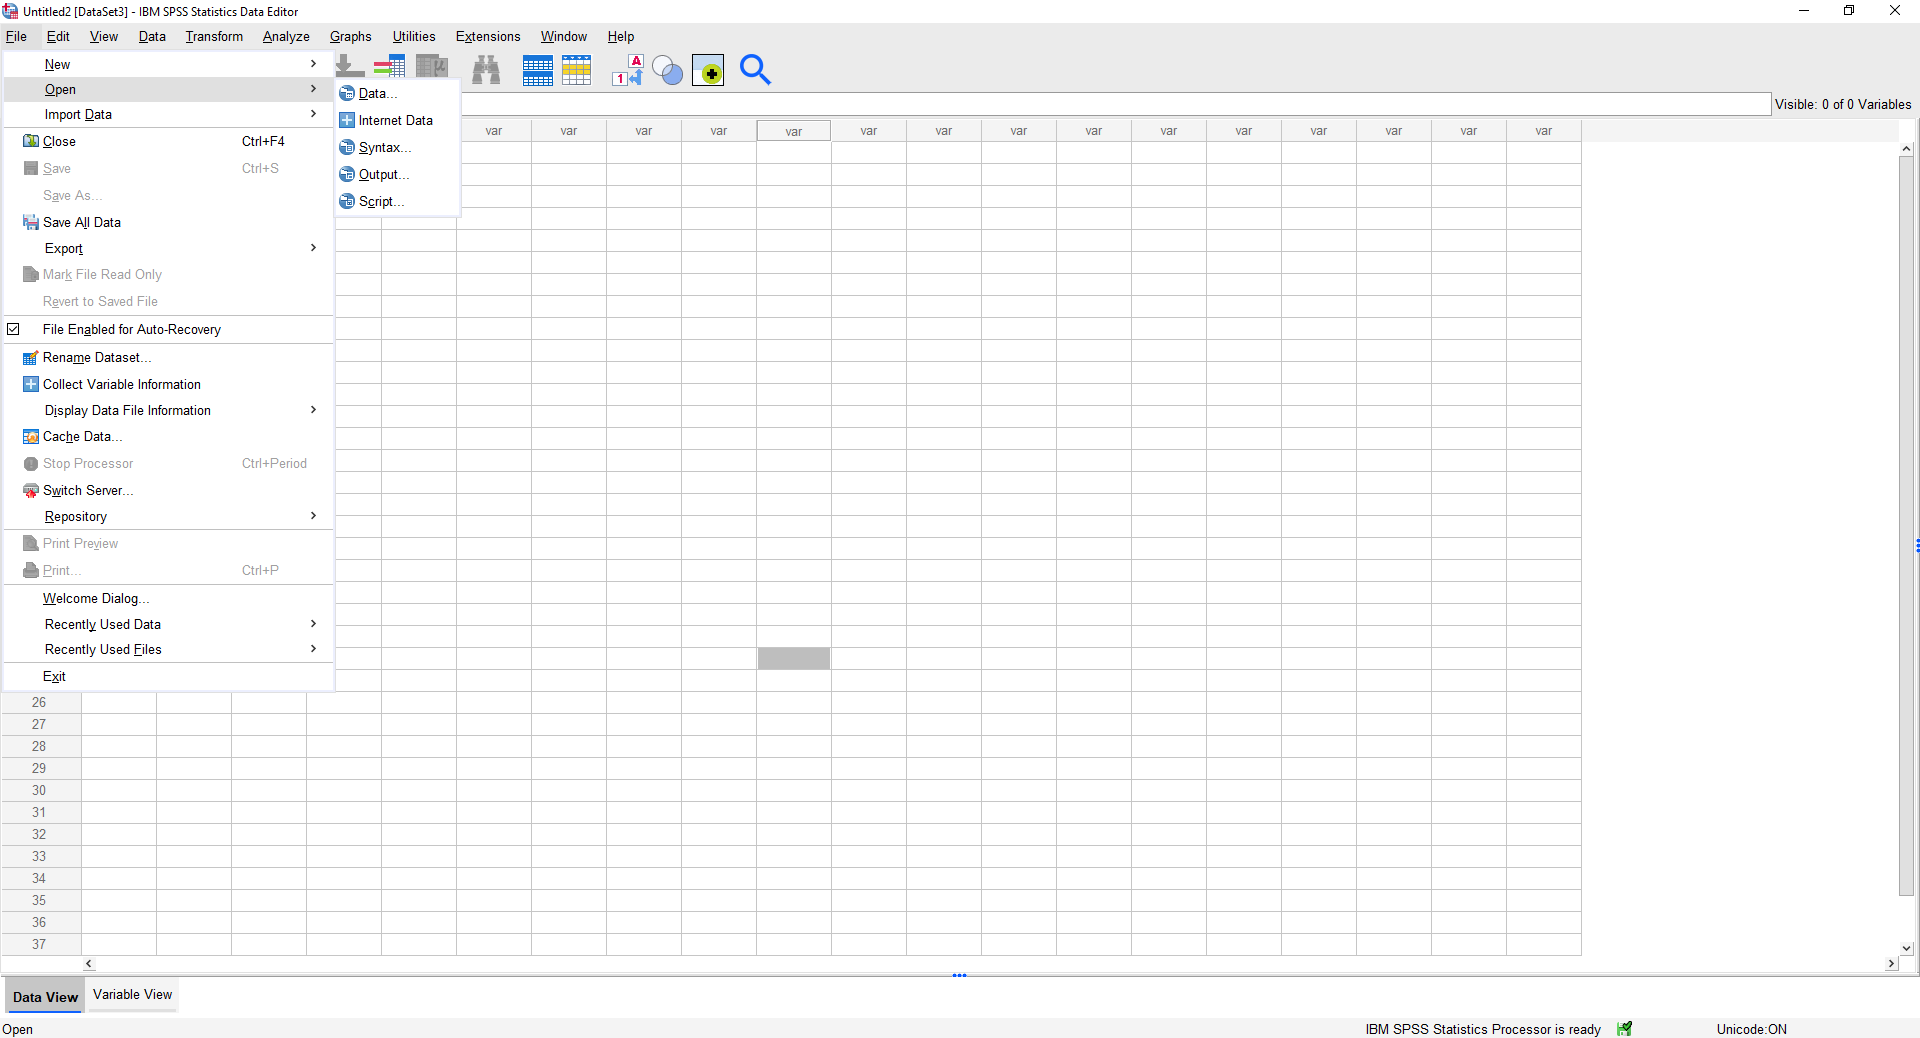 Untitled2 [DataSet3] - IBM SPSS Statistics Data Editor
File Edit View Data Transform Analyze Graphs Utilities Extensions Window Help
New
Open
Import Data
Close Ctrl+F4
Save Ctrl+S
Save As...
Save All Data
Export
Mark File Read Only
Revert to Saved File
File Enabled for Auto-Recovery
Rename Dataset...
Collect Variable Information
Display Data File Information
Cache Data...
Stop Processor Ctrl+Period
Switch Server...
Repository
Print Preview
Print... Ctrl+P
Welcome Dialog...
Recently Used Data
Recently Used Files
Exit
Data...
Internet Data
Syntax...
Output...
Script...
A
1
Visible: 0 of 0 Variables
var var var var var var var var var var var var var var var
26
27
28
29
30
31
32
33
34
35
36
37
Data View Variable View
Open IBM SPSS Statistics Processor is ready Unicode:ON